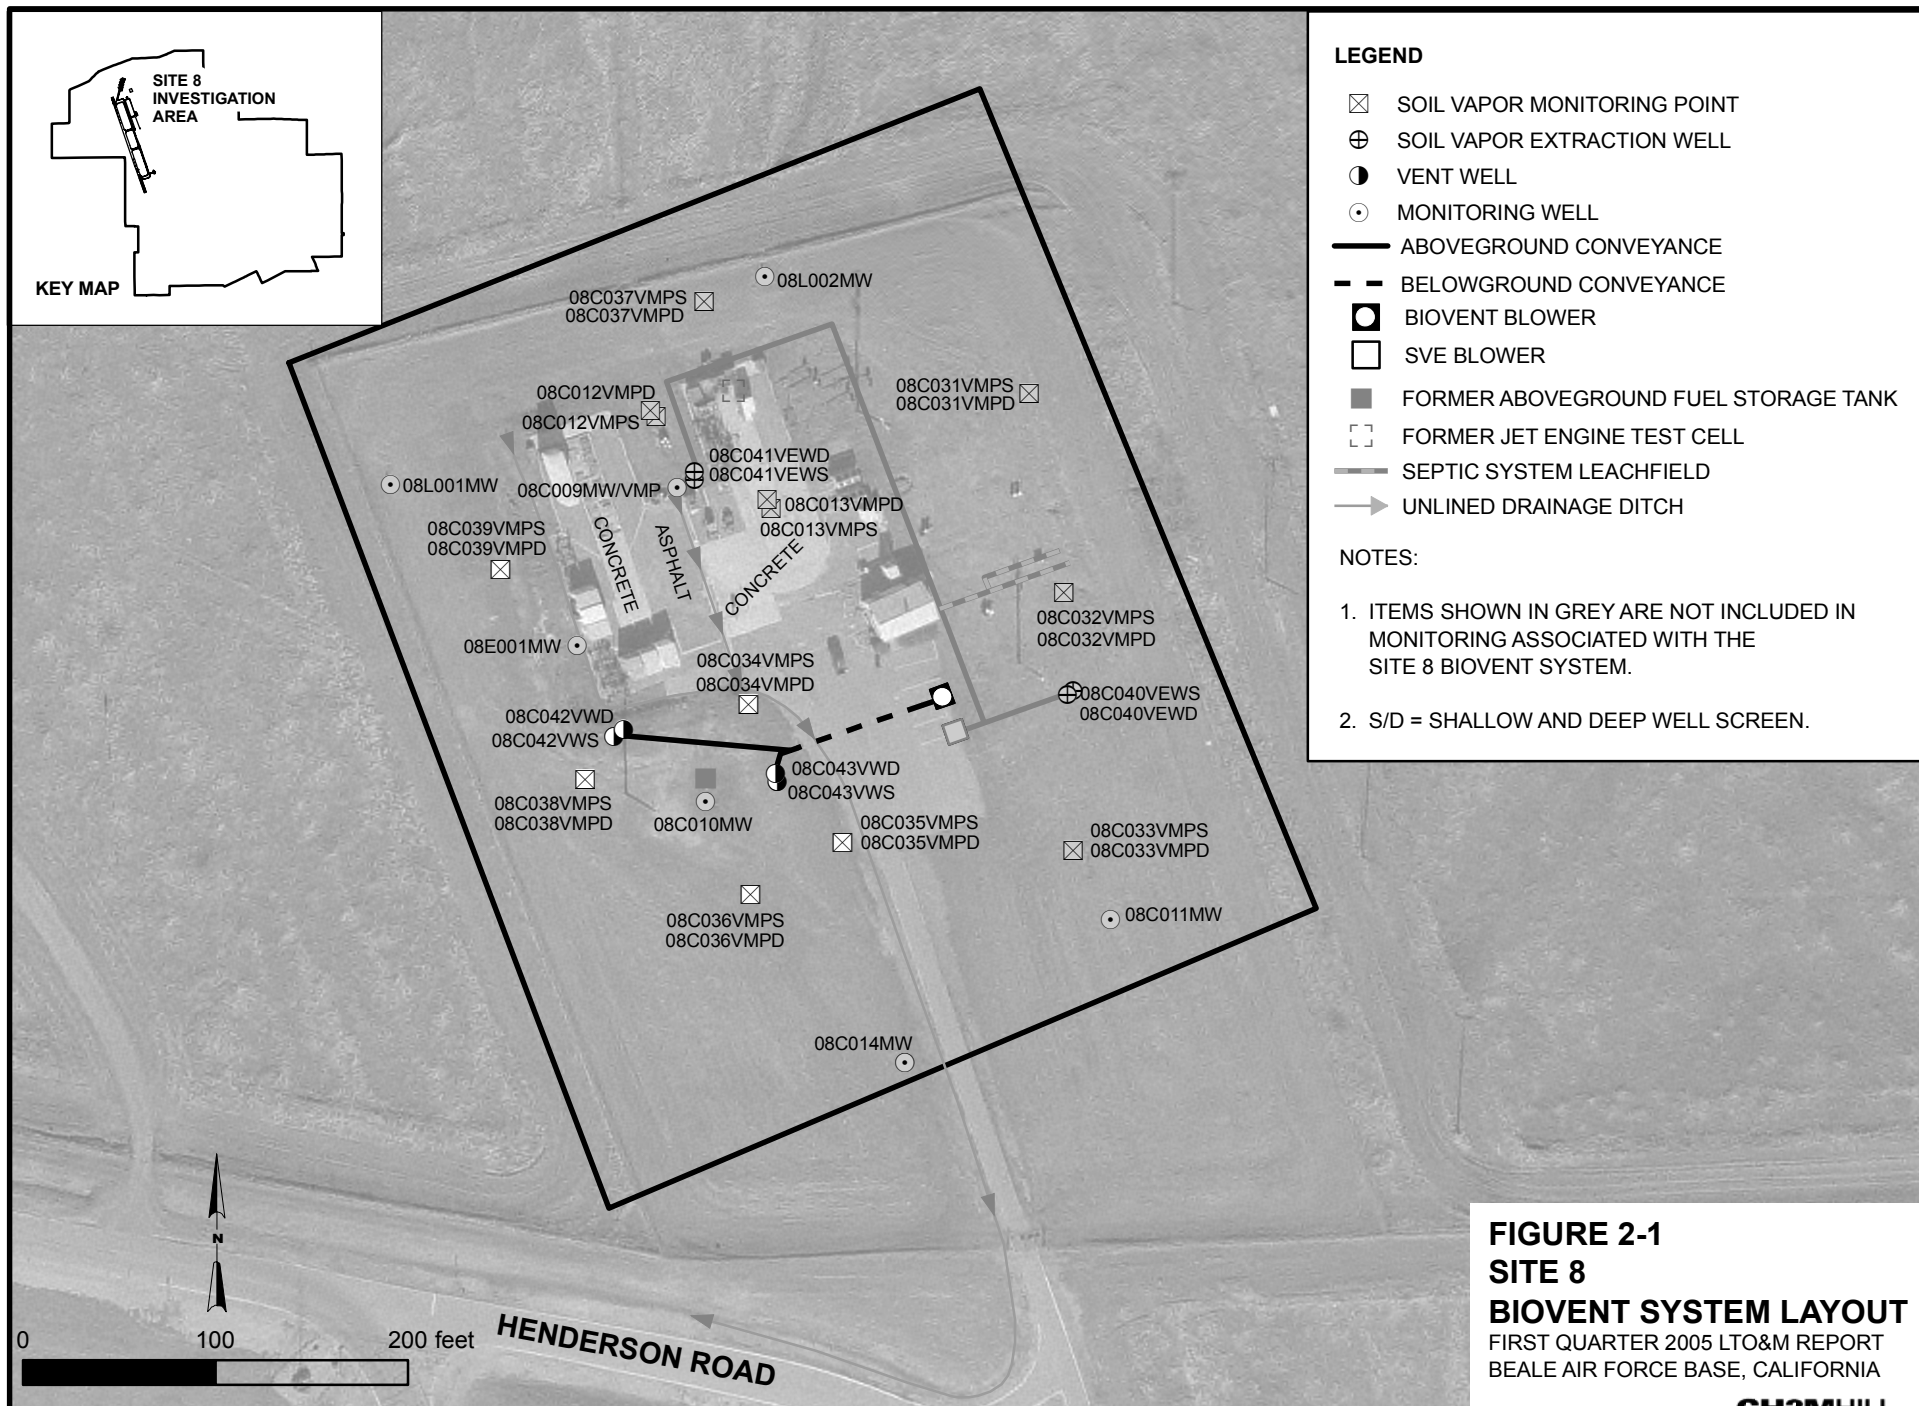 SITE 8
INVESTIGATION
AREA
KEY MAP
LEGEND
SOIL VAPOR MONITORING POINT
SOIL VAPOR EXTRACTION WELL
VENT WELL
MONITORING WELL
ABOVEGROUND CONVEYANCE
BELOWGROUND CONVEYANCE
BIOVENT BLOWER
SVE BLOWER
FORMER ABOVEGROUND FUEL STORAGE TANK
FORMER JET ENGINE TEST CELL
SEPTIC SYSTEM LEACHFIELD
UNLINED DRAINAGE DITCH
NOTES:
1. ITEMS SHOWN IN GREY ARE NOT INCLUDED IN
MONITORING ASSOCIATED WITH THE
SITE 8 BIOVENT SYSTEM.
2. S/D = SHALLOW AND DEEP WELL SCREEN.
08L002MW
08C037VMPS
08C037VMPD
08C012VMPD
08C012VMPS
08C031VMPS
08C031VMPD
08C041VEWD
08C041VEWS
08L001MW
08C009MW/VMP
08C013VMPD
08C013VMPS
08C039VMPS
08C039VMPD
CONCRETE
ASPHALT
CONCRETE
08C032VMPS
08C032VMPD
08E001MW
08C034VMPS
08C034VMPD
08C040VEWS
08C040VEWD
08C042VWD
08C042VWS
08C043VWD
08C043VWS
08C038VMPS
08C038VMPD
08C010MW
08C035VMPS
08C035VMPD
08C033VMPS
08C033VMPD
08C036VMPS
08C036VMPD
08C011MW
08C014MW
N
0 100 200 feet
HENDERSON ROAD
FIGURE 2-1
SITE 8
BIOVENT SYSTEM LAYOUT
FIRST QUARTER 2005 LTO&M REPORT
BEALE AIR FORCE BASE, CALIFORNIA
CH2MHILL